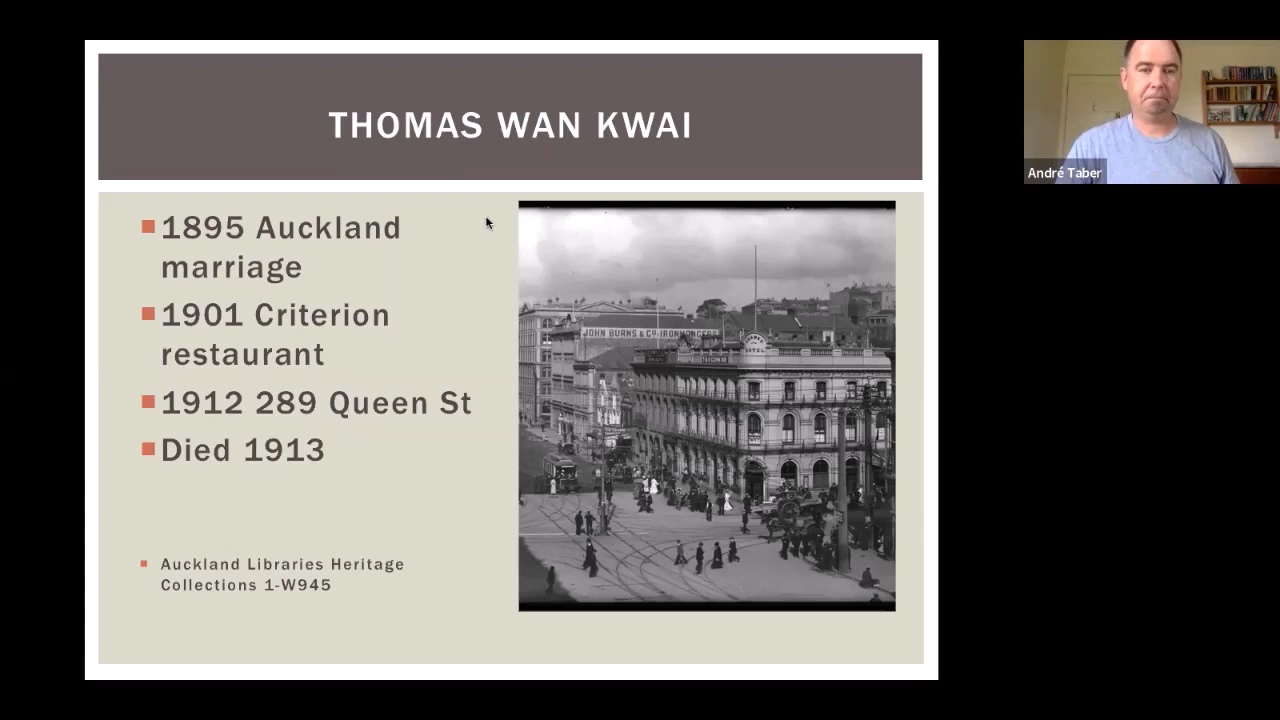 THOMAS WAN KWAI
1895 Auckland
marriage
1901 Criterion
restaurant
1912 289 Queen St
Died 1913
Auckland Libraries Heritage
Collections 1-W945
JOHN BURNS & CO. IRONMONGERS
HOTEL
André Taber